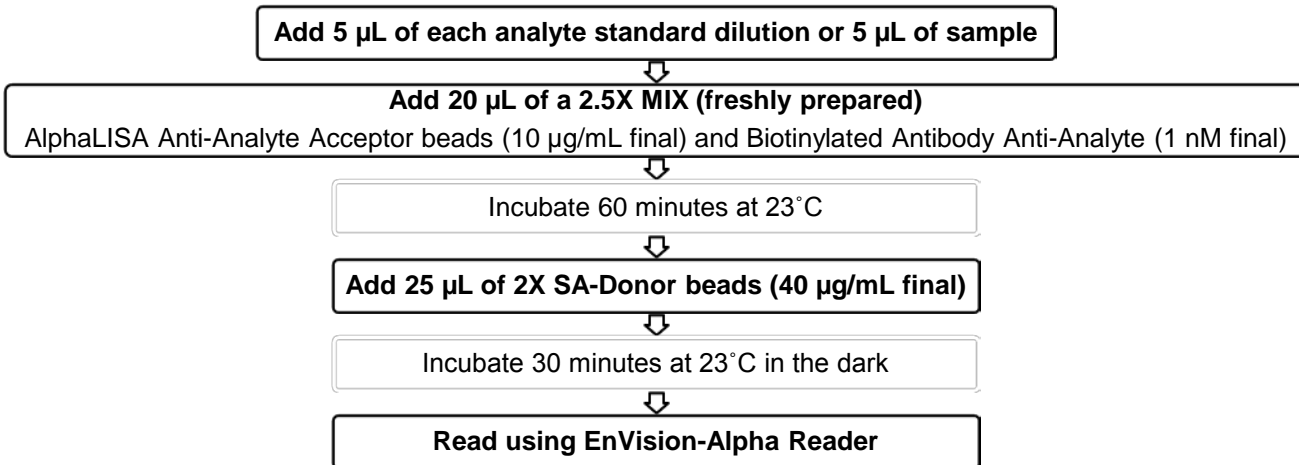 Add 5 µL of each analyte standard dilution or 5 µL of sample
Add 20 µL of a 2.5X MIX (freshly prepared)
AlphaLISA Anti-Analyte Acceptor beads (10 µg/mL final) and Biotinylated Antibody Anti-Analyte (1 nM final)
Incubate 60 minutes at 23˚C
Add 25 µL of 2X SA-Donor beads (40 µg/mL final)
Incubate 30 minutes at 23˚C in the dark
Read using EnVision-Alpha Reader